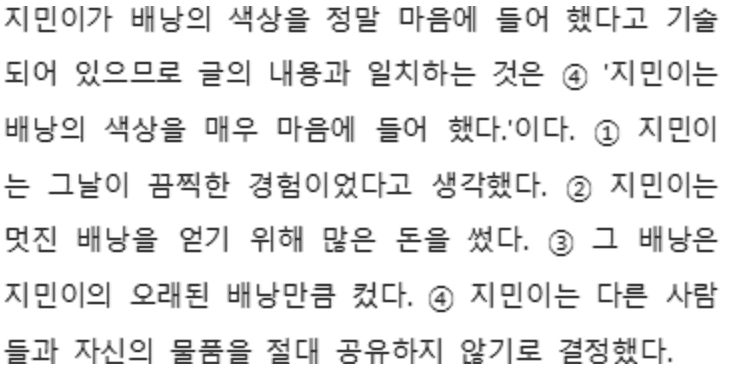 지민이가 배낭의 색상을 정말 마음에 들어 했다고 기술
되어 있으므로 글의 내용과 일치하는 것은 ④ '지민이는
배낭의 색상을 매우 마음에 들어 했다.'이다. ① 지민이
는 그날이 끔찍한 경험이었다고 생각했다. ② 지민이는
멋진 배낭을 얻기 위해 많은 돈을 썼다. ③ 그 배낭은
지민이의 오래된 배낭만큼 컸다. ④ 지민이는 다른 사람
들과 자신의 물품을 절대 공유하지 않기로 결정했다.